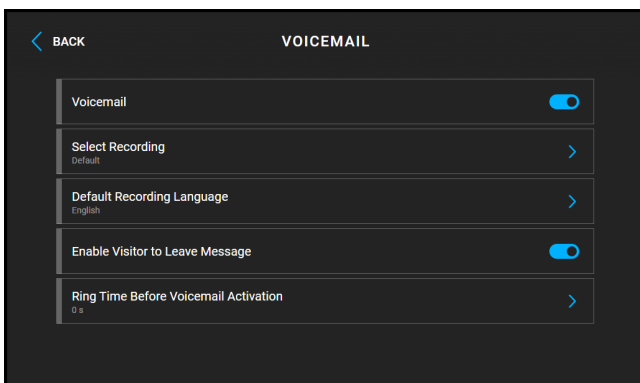 BACK
VOICEMAIL
Voicemail
Select Recording
Default
Default Recording Language
English
Enable Visitor to Leave Message
Ring Time Before Voicemail Activation
0 s